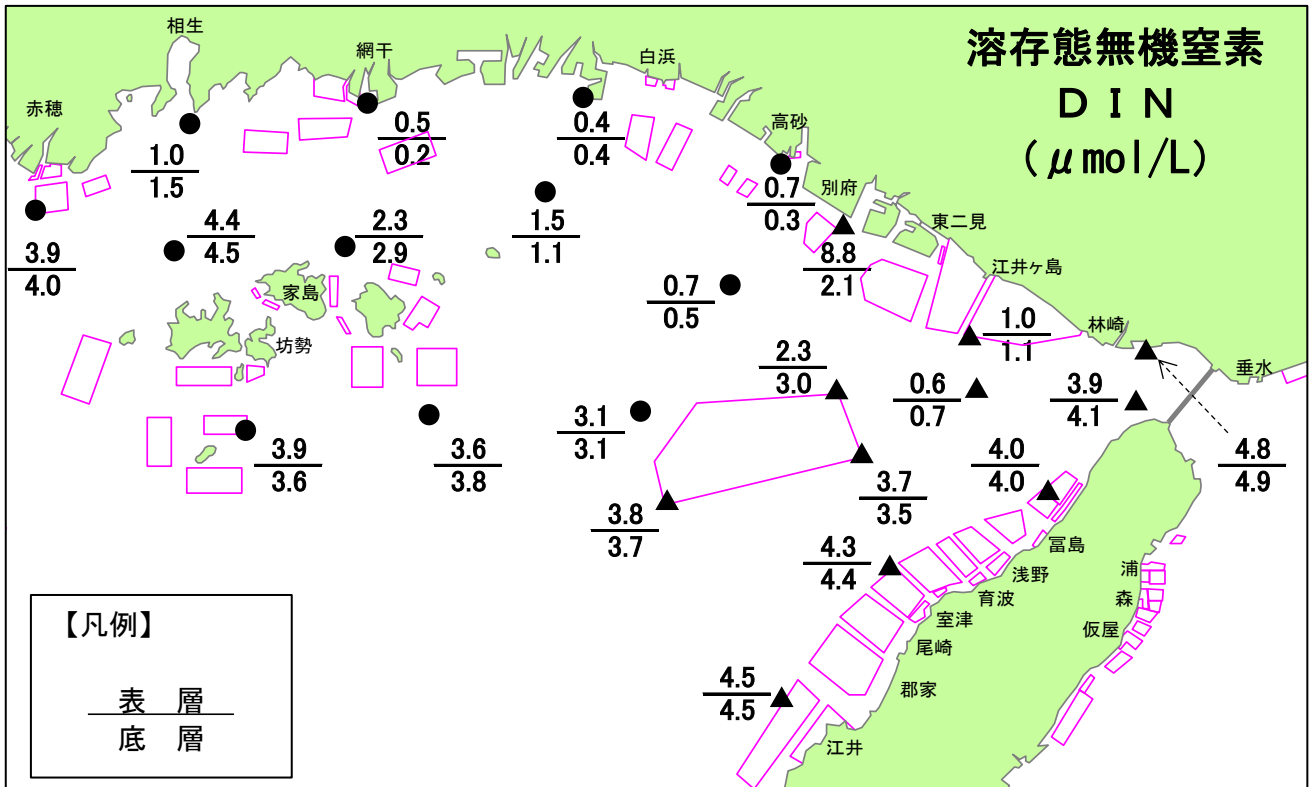 溶存態無機窒素
ＤＩＮ
(μmol/L)
相生
網干
白浜
赤穂
高砂
別府
東二見
江井ヶ島
林崎
垂水
家島
坊勢
1.0
1.5
0.5
0.2
0.4
0.4
0.7
0.3
3.9
4.0
4.4
4.5
2.3
2.9
1.5
1.1
8.8
2.1
0.7
0.5
1.0
1.1
2.3
3.0
0.6
0.7
3.9
4.1
3.1
3.1
3.9
3.6
3.6
3.8
4.0
4.0
4.8
4.9
3.7
3.5
3.8
3.7
4.3
4.4
4.5
4.5
冨島
浅野
育波
室津
尾崎
郡家
江井
浦
森
仮屋
【凡例】
表　層
底　層